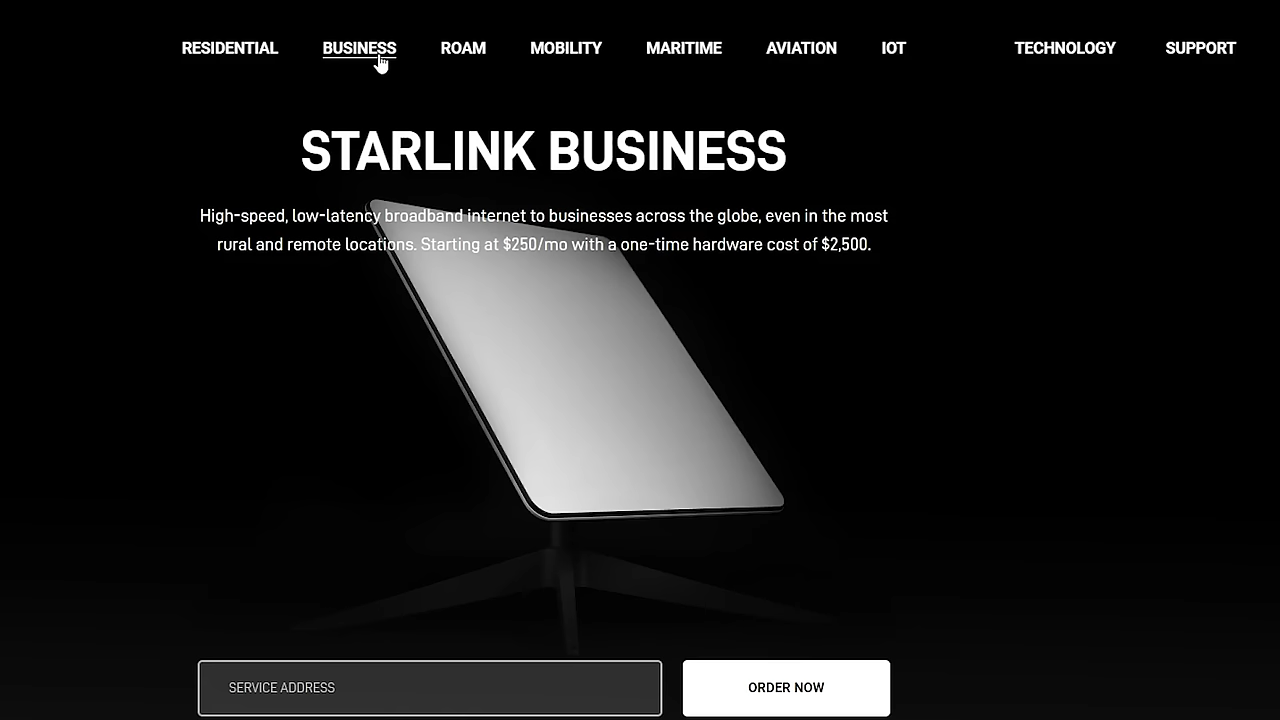 RESIDENTIAL BUSINESS ROAM MOBILITY MARITIME AVIATION IOT TECHNOLOGY SUPPORT
STARLINK BUSINESS
High-speed, low-latency broadband internet to businesses across the globe, even in the most
rural and remote locations. Starting at $250/mo with a one-time hardware cost of $2,500.
SERVICE ADDRESS
ORDER NOW